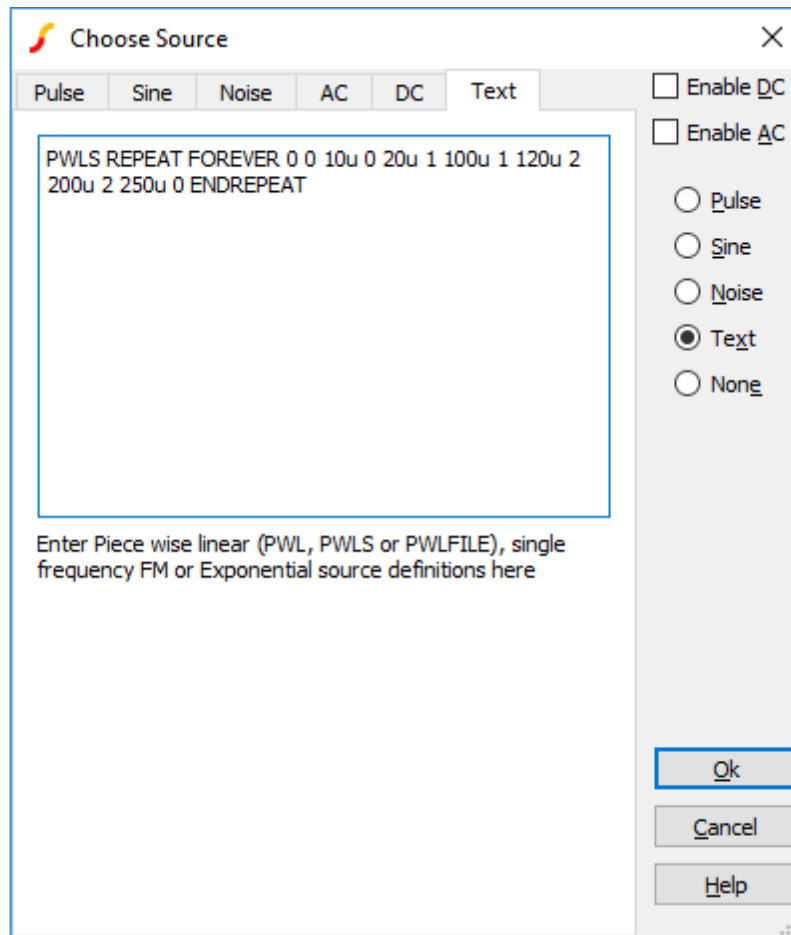 Choose Source
Pulse Sine Noise AC DC Text
Enable DC
Enable AC
PWLS REPEAT FOREVER 0 0 10u 0 20u 1 100u 1 120u 2
200u 2 250u 0 ENDREPEAT
Pulse
Sine
Noise
Text
None
Enter Piece wise linear (PWL, PWLS or PWLFILE), single
frequency FM or Exponential source definitions here
Ok
Cancel
Help